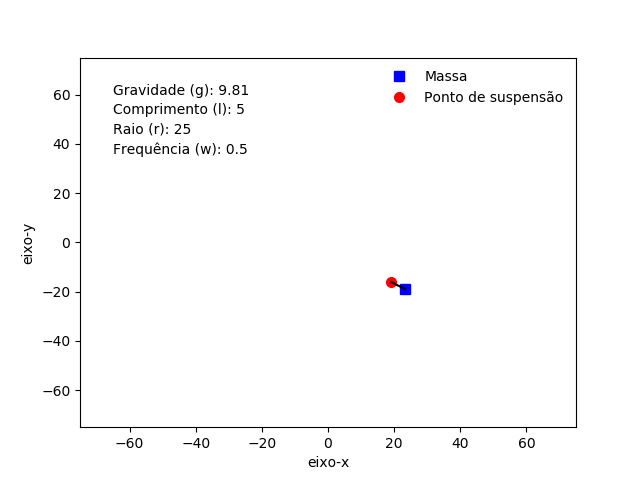 Gravidade (g): 9.81
Comprimento (l): 5
Raio (r): 25
Frequência (w): 0.5
Massa
Ponto de suspensão
60
40
20
0
−20
−40
−60
eixo-y
−60
−40
−20
0
20
40
60
eixo-x